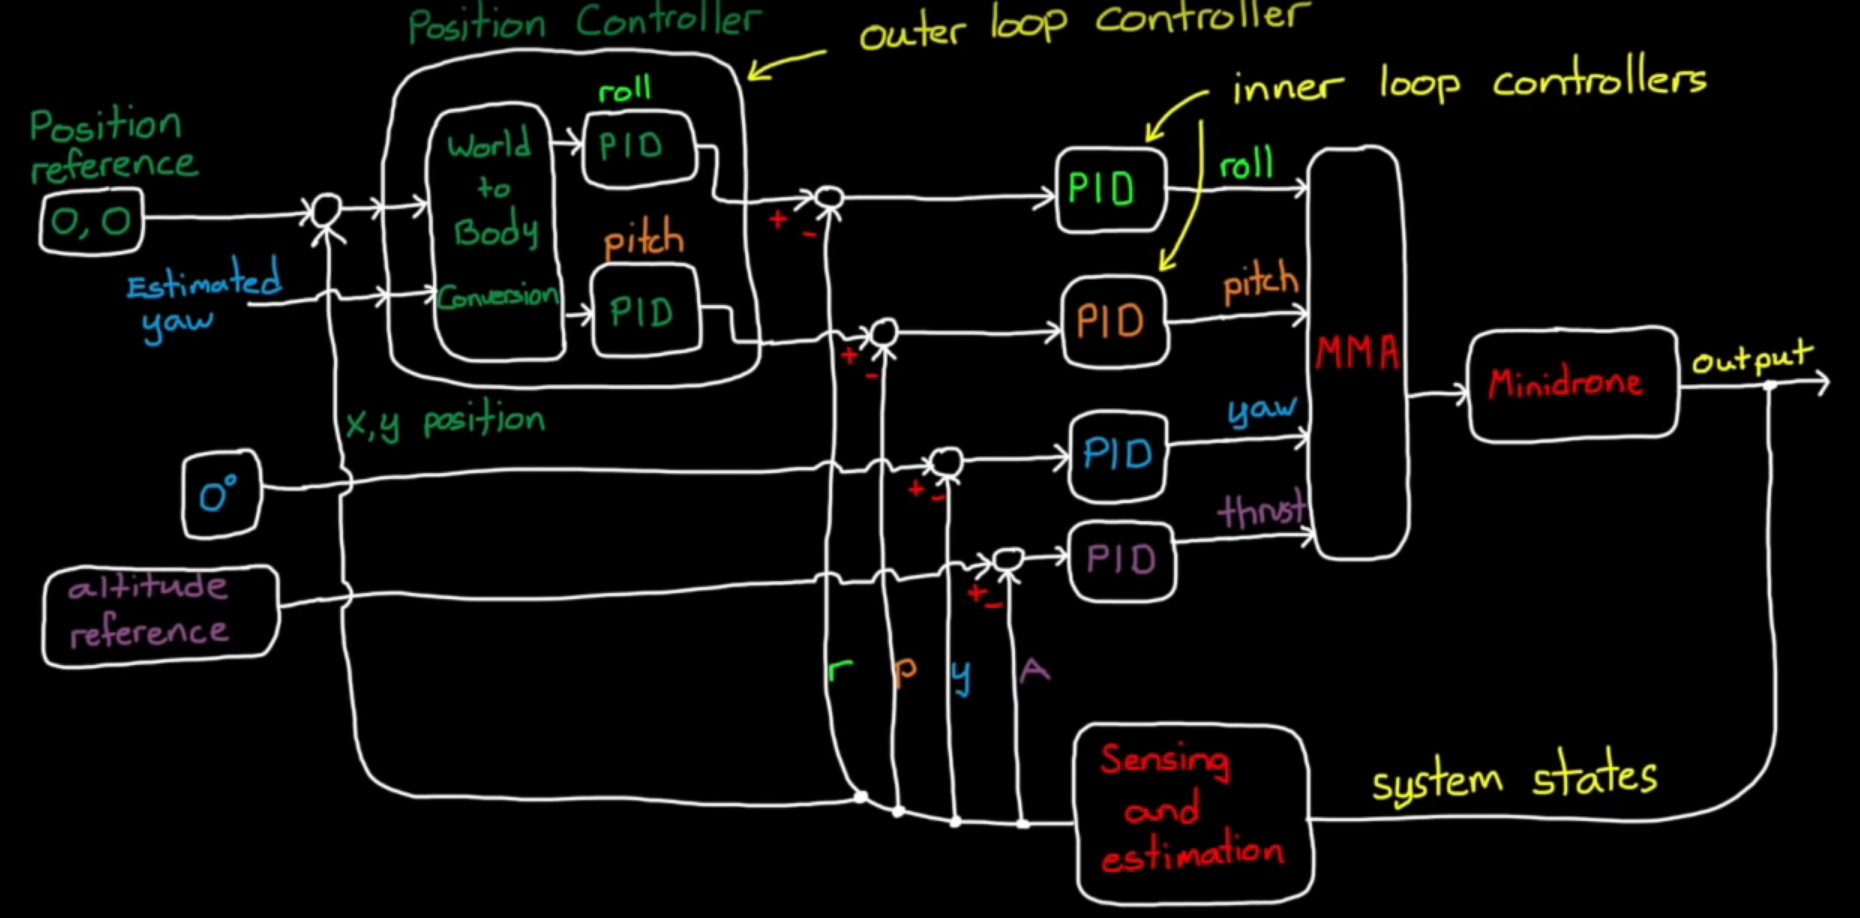 Position Controller
outer loop controller
inner loop controllers
Position
reference
0,0
Estimated
yaw
World
to
Body
Conversion
roll
PID
pitch
PID
x,y position
0°
altitude
reference
+
-
+
-
+
-
+
-
PID
roll
PID
pitch
PID
yaw
PID
thrust
MMA
Minidrone
output
r
p
y
A
Sensing
and
estimation
system states